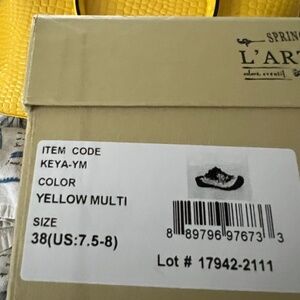 SPRING
L'ART
ITEM CODE
KEYA-YM
COLOR
YELLOW MULTI
SIZE
38(US:7.5-8)
8 89796 97673 3
Lot # 17942-2111